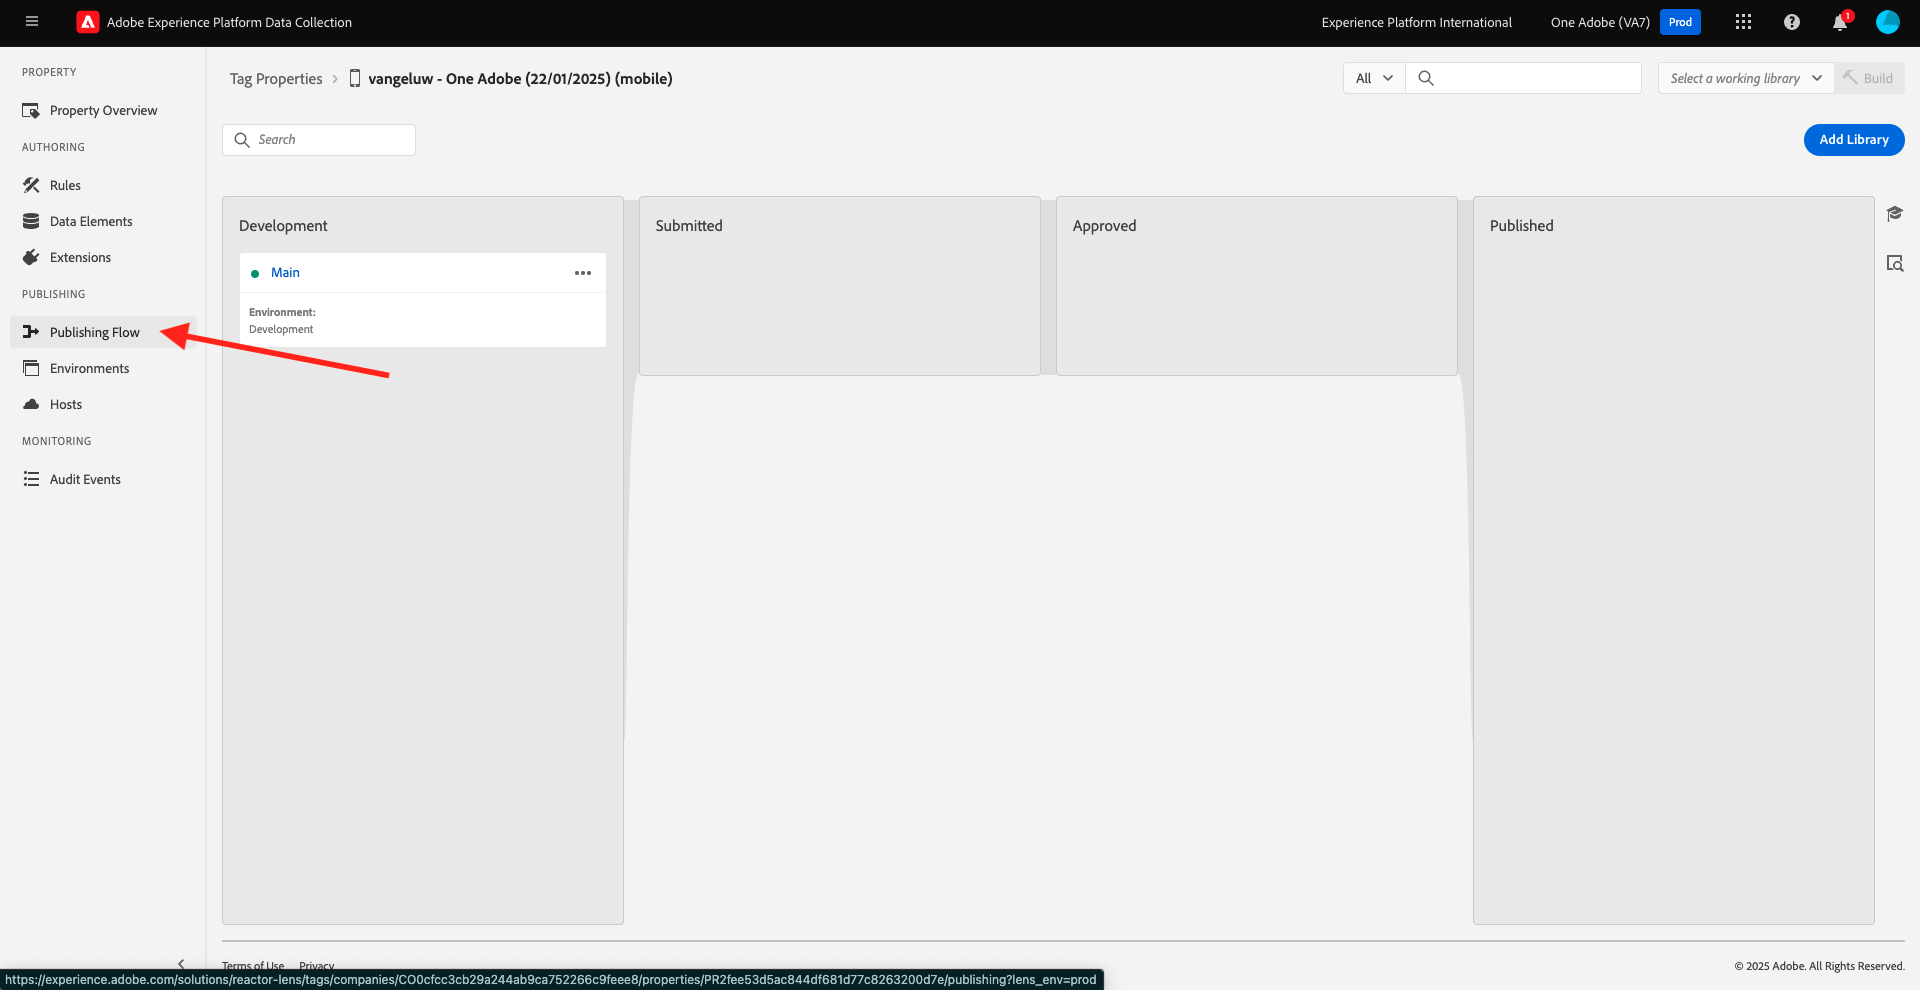 Adobe Experience Platform Data Collection
Experience Platform International
One Adobe (VA7)
Prod
1
PROPERTY
Property Overview
AUTHORING
Rules
Data Elements
Extensions
PUBLISHING
Publishing Flow
Environments
Hosts
MONITORING
Audit Events
Tag Properties
vangeluw - One Adobe (22/01/2025) (mobile)
All
Select a working library
Build
Search
Add Library
Development
Main
Environment:
Development
Submitted
Approved
Published
Terms of Use
Privacy
© 2025 Adobe. All Rights Reserved.
https://experience.adobe.com/solutions/reactor-lens/tags/companies/CO0cfcc3cb29a244ab9ca752266c9feee8/properties/PR2fee53d5ac844df681d77c8263200d7e/publishing?lens_env=prod